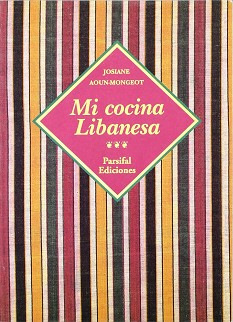 JOSIANE
AOUN-MONGEOT
Mi cocina
Libanesa
Parsifal
Ediciones